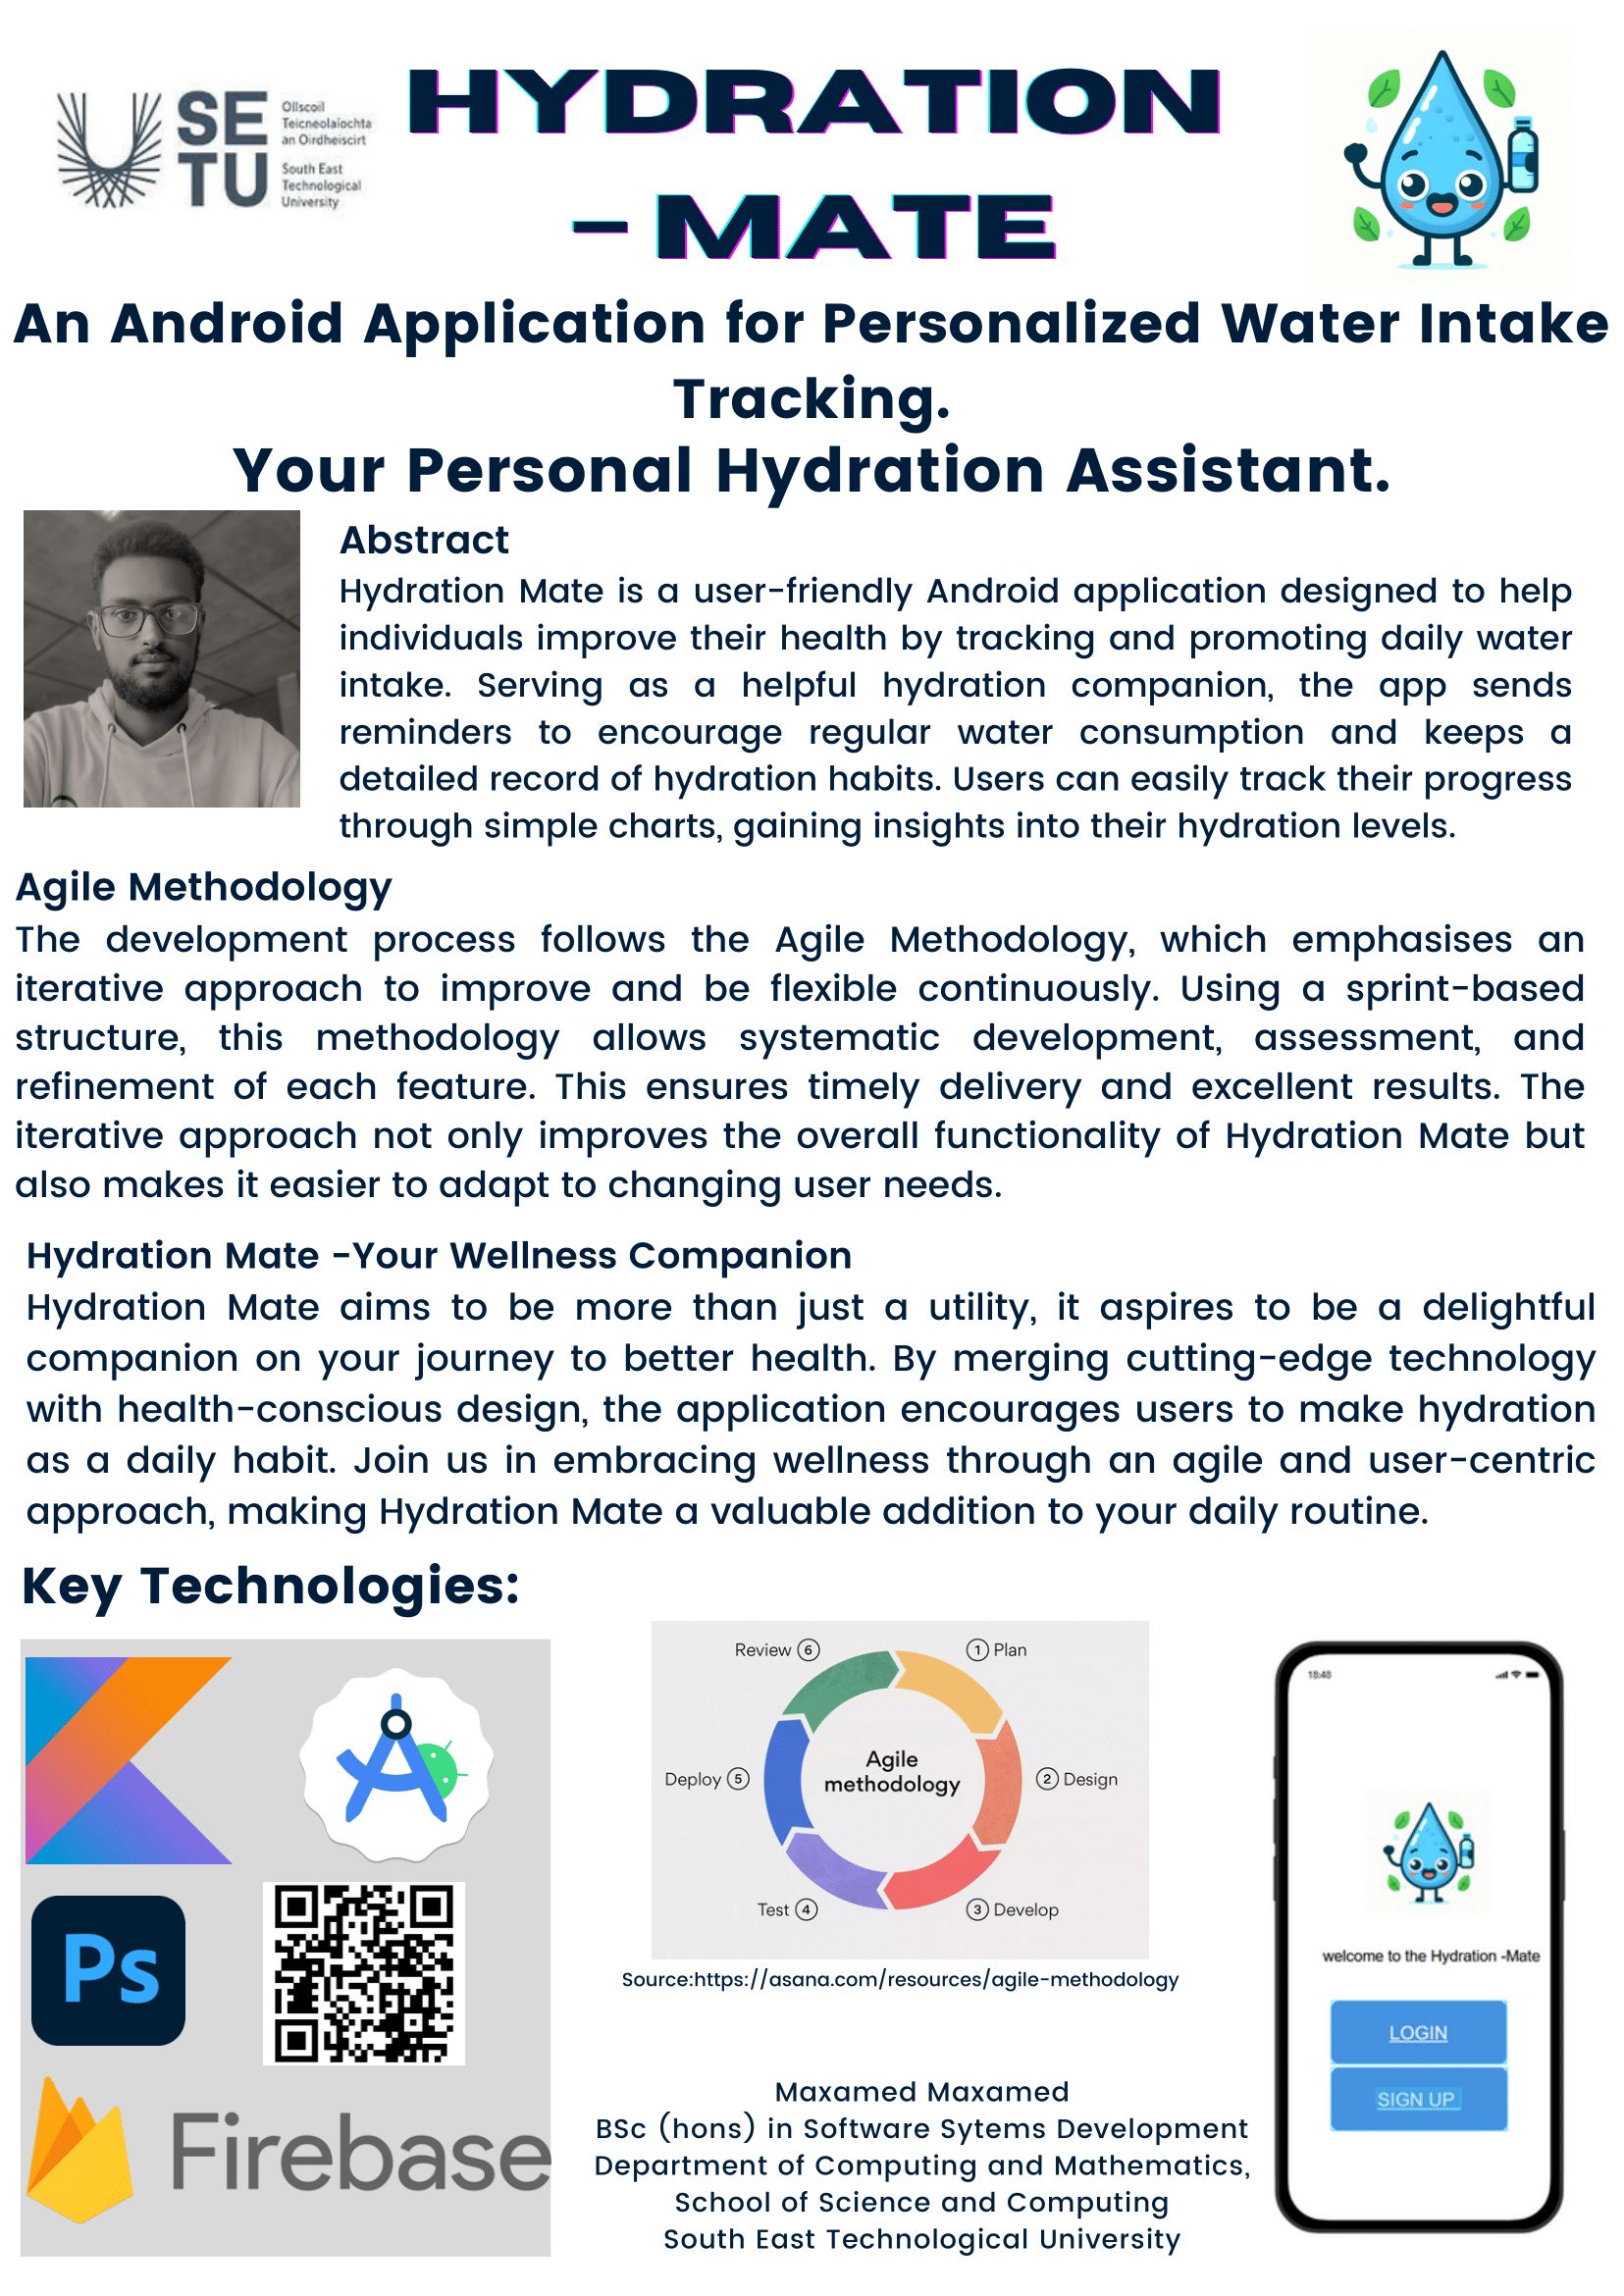 SE
TU
Ollscoil
Teicneolaíochta
an Oirdheiscirt
South East
Technological
University
HYDRATION
- MATE
An Android Application for Personalized Water Intake
Tracking.
Your Personal Hydration Assistant.
Abstract
Hydration Mate is a user-friendly Android application designed to help
individuals improve their health by tracking and promoting daily water
intake. Serving as a helpful hydration companion, the app sends
reminders to encourage regular water consumption and keeps a
detailed record of hydration habits. Users can easily track their progress
through simple charts, gaining insights into their hydration levels.
Agile Methodology
The development process follows the Agile Methodology, which emphasises an
iterative approach to improve and be flexible continuously. Using a sprint-based
structure, this methodology allows systematic development, assessment, and
refinement of each feature. This ensures timely delivery and excellent results. The
iterative approach not only improves the overall functionality of Hydration Mate but
also makes it easier to adapt to changing user needs.
Hydration Mate -Your Wellness Companion
Hydration Mate aims to be more than just a utility, it aspires to be a delightful
companion on your journey to better health. By merging cutting-edge technology
with health-conscious design, the application encourages users to make hydration
as a daily habit. Join us in embracing wellness through an agile and user-centric
approach, making Hydration Mate a valuable addition to your daily routine.
Key Technologies:
Ps
Firebase
Review 6
1 Plan
Deploy 5
Agile
methodology
2 Design
Test 4
3 Develop
Source:https://asana.com/resources/agile-methodology
Maxamed Maxamed
BSc (hons) in Software Sytems Development
Department of Computing and Mathematics,
School of Science and Computing
South East Technological University
18:48
welcome to the Hydration -Mate
LOGIN
SIGN UP